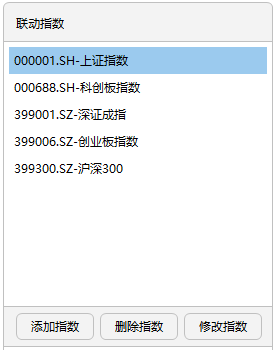 联动指数
000001.SH-上证指数
000688.SH-科创板指数
399001.SZ-深证成指
399006.SZ-创业板指数
399300.SZ-沪深300
添加指数 删除指数 修改指数